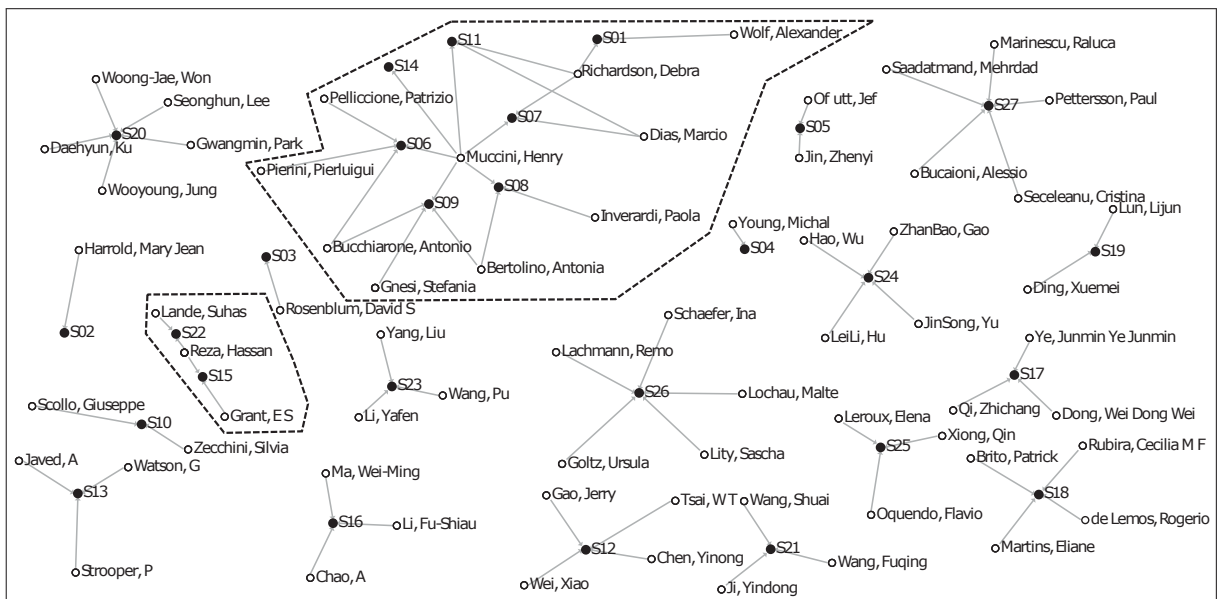 Wolf, Alexander
S01
S11
Marinescu, Raluca
Richardson, Debra
S14
Saadatmand, Mehrdad
Woong-Jae, Won
Seonghun, Lee
Pelliccione, Patrizio
Of utt, Jef
S27
Pettersson, Paul
S07
S05
S20
Dias, Marcio
Daehyun, Ku
Gwangmin, Park
S06
Muccini, Henry
Jin, Zhenyi
Pierini, Pierluigi
Bucaioni, Alessio
Wooyoung, Jung
S08
Seceleanu, Cristina
S09
Lun, Lijun
Inverardi, Paola
Young, Michal
ZhanBao, Gao
Hao, Wu
Harrold, Mary Jean
Bucchiarone, Antonio
S03
S04
S19
Bertolino, Antonia
S24
Gnesi, Stefania
Ding, Xuemei
Lande, Suhas
Rosenblum, David S
Schaefer, Ina
JinSong, Yu
S02
S22
Yang, Liu
LeiLi, Hu
Ye, Junmin Ye Junmin
Reza, Hassan
Lachmann, Remo
S15
S17
S23
S26
Lochau, Malte
Wang, Pu
Scollo, Giuseppe
Grant, E S
Li, Yafen
Qi, Zhichang
Dong, Wei Dong Wei
Leroux, Elena
S10
Xiong, Qin
Zecchini, Silvia
S25
Rubira, Cecilia M F
Lity, Sascha
Brito, Patrick
Javed, A
Watson, G
Goltz, Ursula
Ma, Wei-Ming
S13
Gao, Jerry
S18
Tsai, W T
Wang, Shuai
Oquendo, Flavio
de Lemos, Rogerio
S16
Li, Fu-Shiau
S12
S21
Martins, Eliane
Chen, Yinong
Wang, Fuqing
Strooper, P
Chao, A
Wei, Xiao
Ji, Yindong